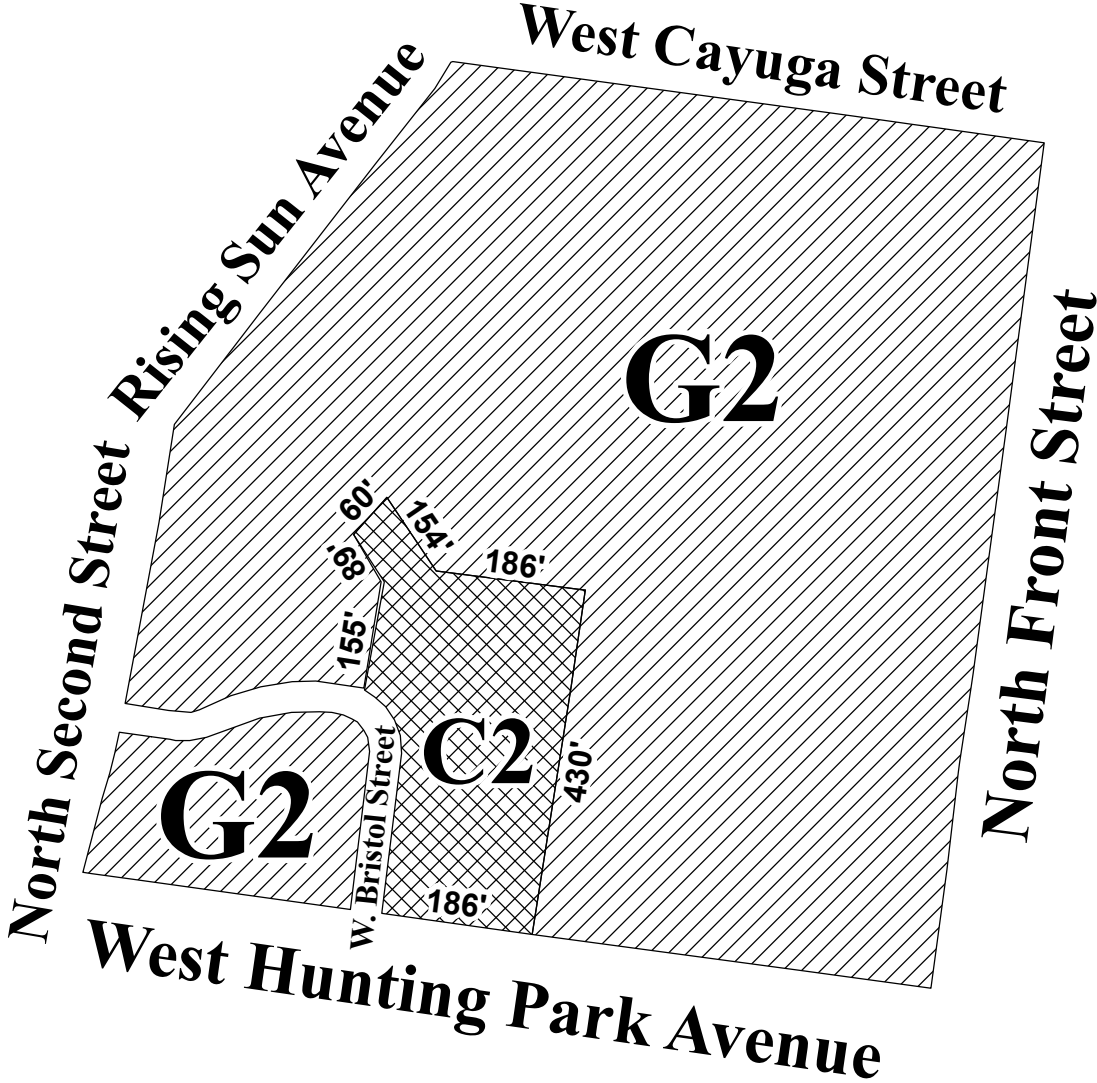 West Cayuga Street
Rising Sun Avenue
G2
North Front Street
North Second Street
60'
154'
89'
186'
155'
C2
430'
G2
W. Bristol Street
186'
West Hunting Park Avenue